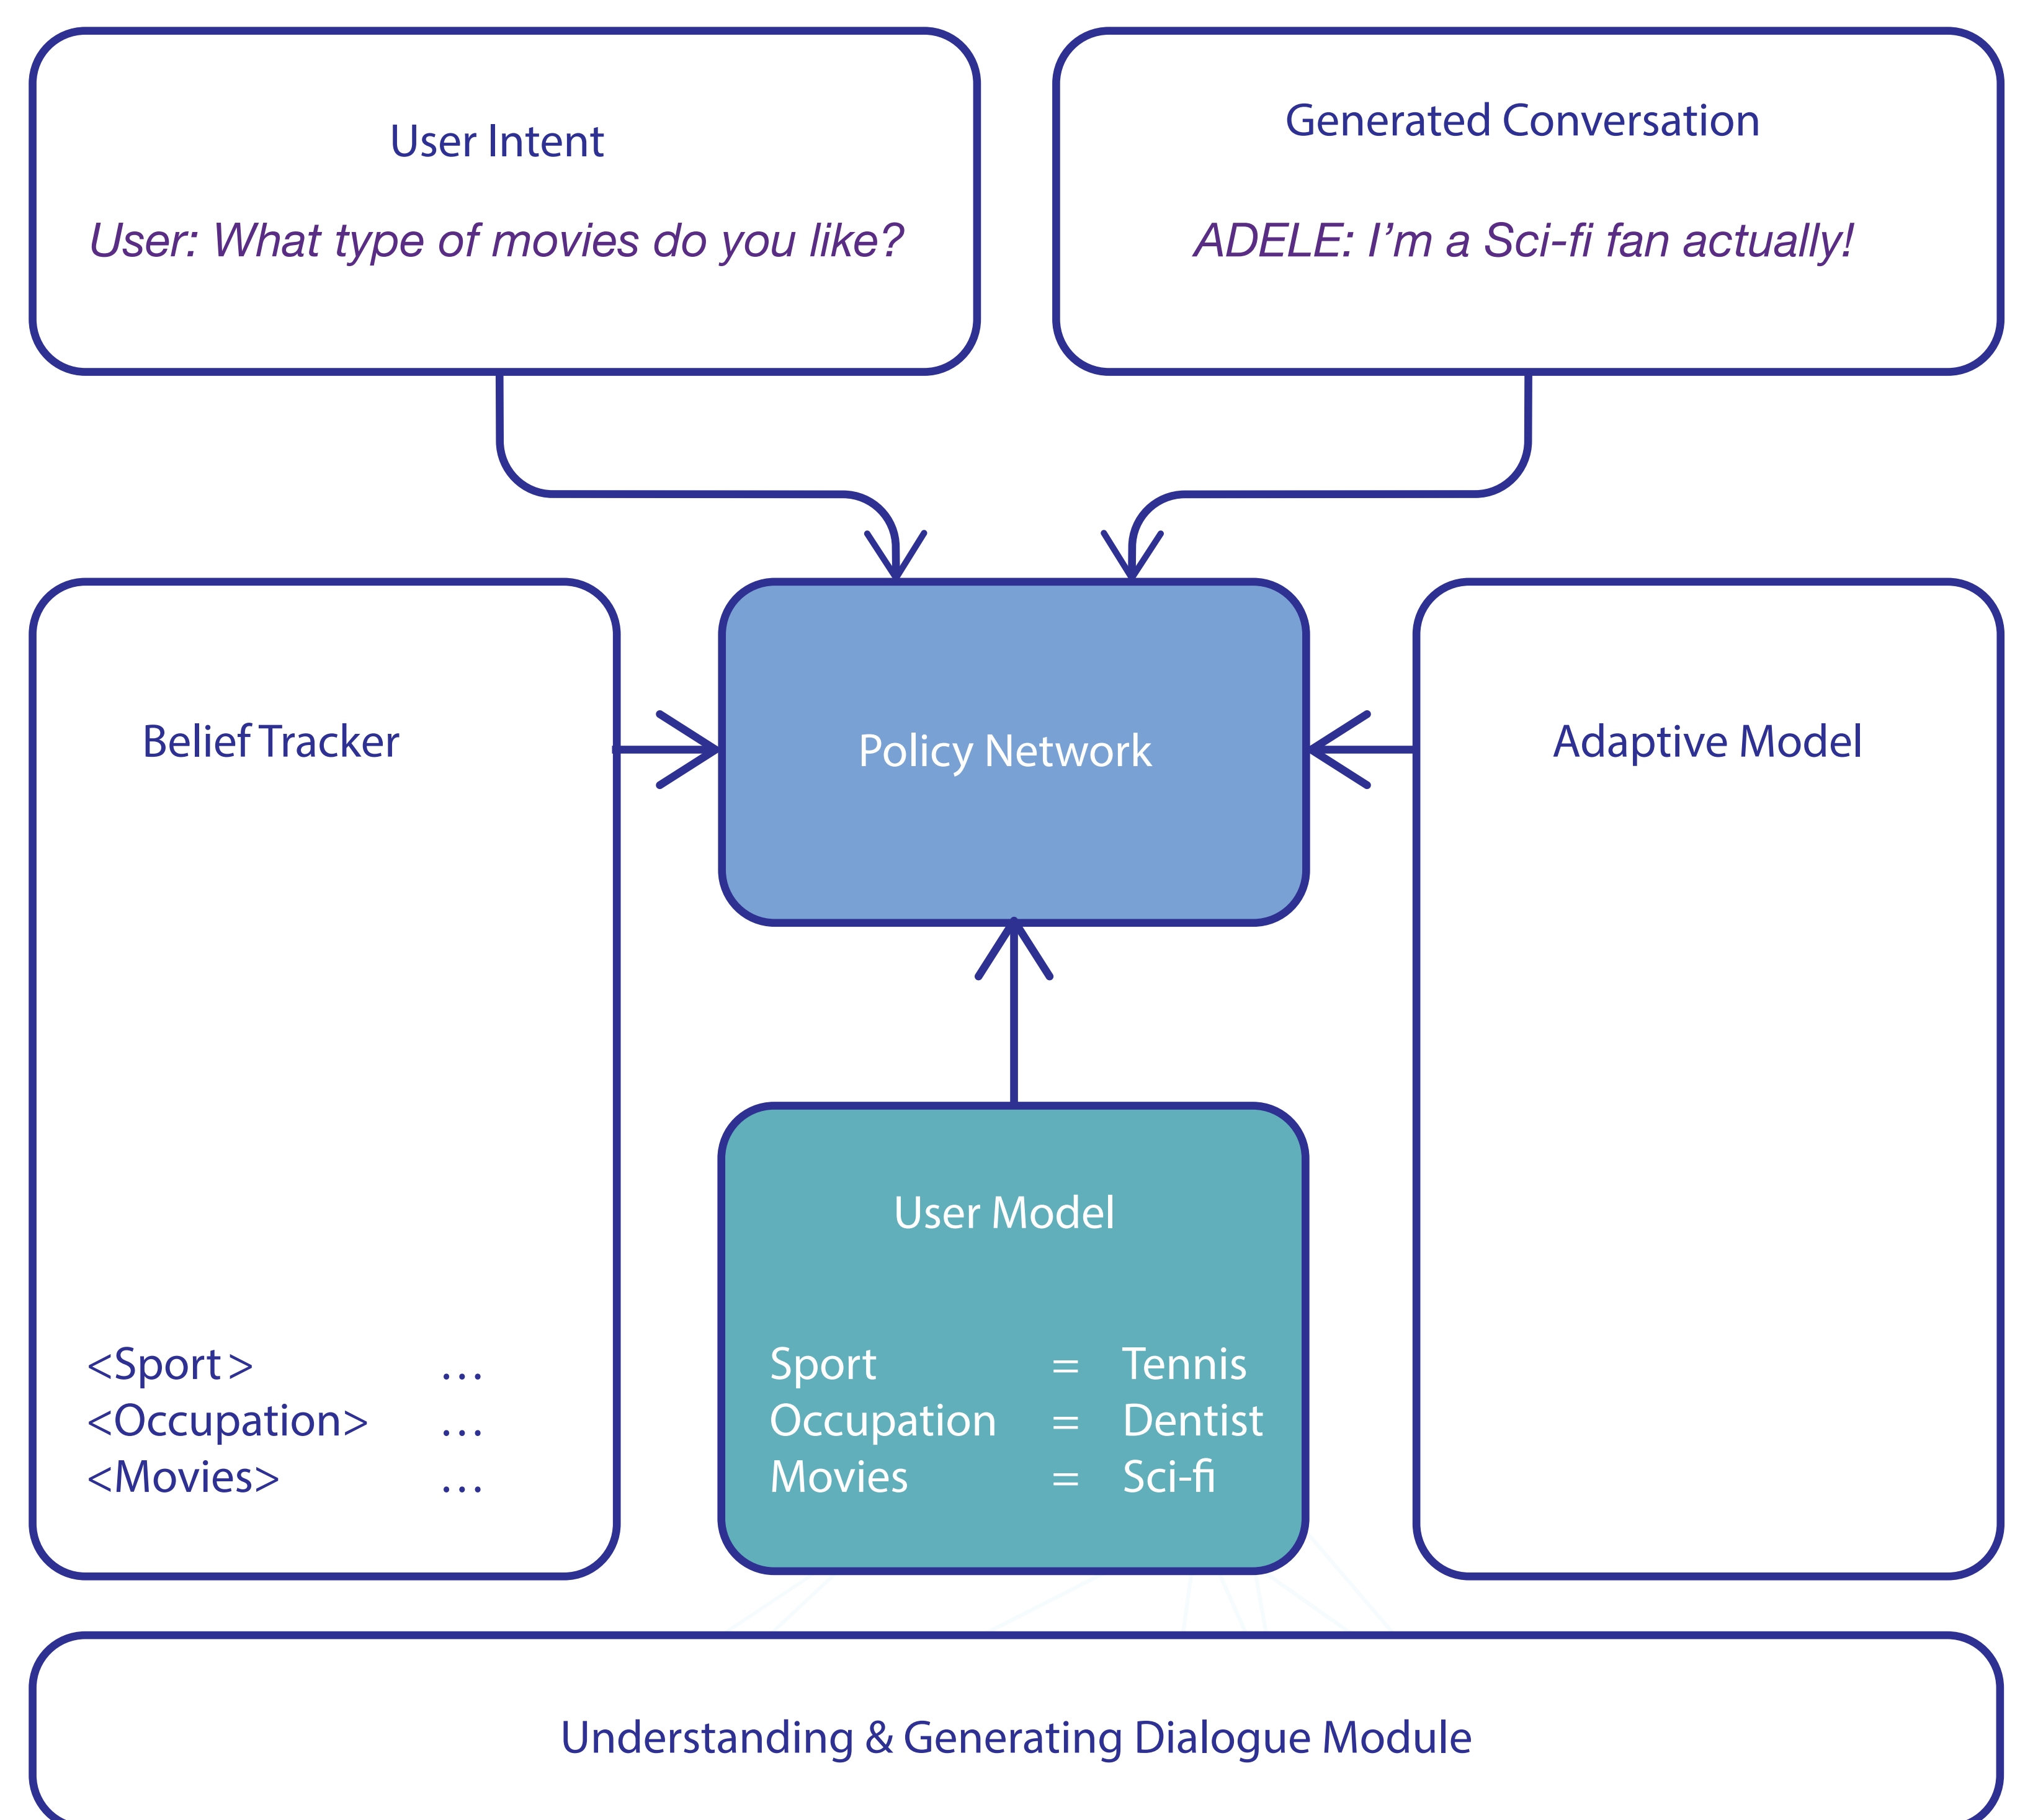 User Intent
User: What type of movies do you like?
Generated Conversation
ADELE: I'm a Sci-fi fan actually!
Belief Tracker
<Sport>	…
<Occupation>	…
<Movies>	…
Policy Network
Adaptive Model
User Model
Sport	=	Tennis
Occupation	=	Dentist
Movies	=	Sci-fi
Understanding & Generating Dialogue Module